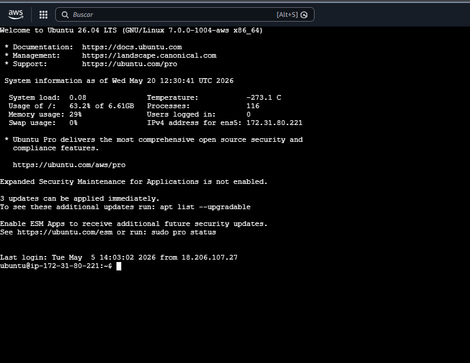 aws
Buscar [Alt+S]
Welcome to Ubuntu 26.04 LTS (GNU/Linux 7.0.0-1004-aws x86_64)
* Documentation: https://docs.ubuntu.com
* Management: https://landscape.canonical.com
* Support: https://ubuntu.com/pro
System information as of Wed May 20 12:30:41 UTC 2026
System load: 0.08 Temperature: -273.1 C
Usage of /: 63.2% of 6.61GB Processes: 116
Memory usage: 29% Users logged in: 0
Swap usage: 0% IPv4 address for ens5: 172.31.80.221
* Ubuntu Pro delivers the most comprehensive open source security and
compliance features.
https://ubuntu.com/aws/pro
Expanded Security Maintenance for Applications is not enabled.
3 updates can be applied immediately.
To see these additional updates run: apt list --upgradable
Enable ESM Apps to receive additional future security updates.
See https://ubuntu.com/esm or run: sudo pro status
Last login: Tue May  5 14:03:02 2026 from 18.206.107.27
ubuntu@ip-172-31-80-221:~$